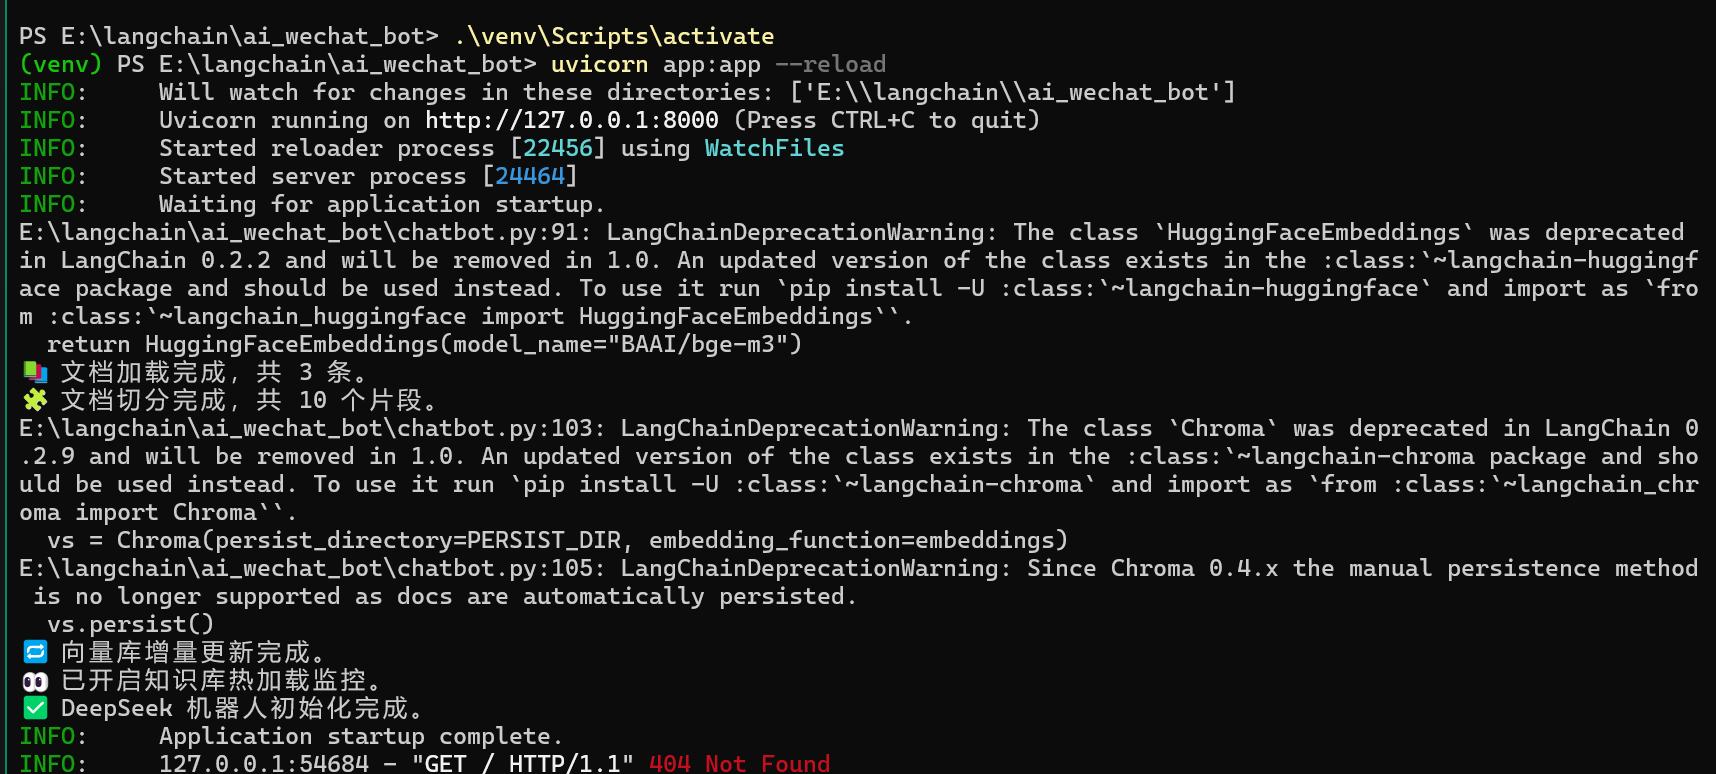 PS E:\langchain\ai_wechat_bot> .\venv\Scripts\activate
(venv) PS E:\langchain\ai_wechat_bot> uvicorn app:app --reload
INFO:     Will watch for changes in these directories: ['E:\\langchain\\ai_wechat_bot']
INFO:     Uvicorn running on http://127.0.0.1:8000 (Press CTRL+C to quit)
INFO:     Started reloader process [22456] using WatchFiles
INFO:     Started server process [24464]
INFO:     Waiting for application startup.
E:\langchain\ai_wechat_bot\chatbot.py:91: LangChainDeprecationWarning: The class `HuggingFaceEmbeddings` was deprecated
in LangChain 0.2.2 and will be removed in 1.0. An updated version of the class exists in the :class:`~langchain-huggingf
ace package and should be used instead. To use it run `pip install -U :class:`~langchain-huggingface` and import as `fro
m :class:`~langchain_huggingface import HuggingFaceEmbeddings``.
  return HuggingFaceEmbeddings(model_name="BAAI/bge-m3")
📚 文档加载完成，共 3 条。
🧩 文档切分完成，共 10 个片段。
E:\langchain\ai_wechat_bot\chatbot.py:103: LangChainDeprecationWarning: The class `Chroma` was deprecated in LangChain 0
.2.9 and will be removed in 1.0. An updated version of the class exists in the :class:`~langchain-chroma package and sho
uld be used instead. To use it run `pip install -U :class:`~langchain-chroma` and import as `from :class:`~langchain_chr
oma import Chroma``.
  vs = Chroma(persist_directory=PERSIST_DIR, embedding_function=embeddings)
E:\langchain\ai_wechat_bot\chatbot.py:105: LangChainDeprecationWarning: Since Chroma 0.4.x the manual persistence method
 is no longer supported as docs are automatically persisted.
  vs.persist()
🔁 向量库增量更新完成。
👀 已开启知识库热加载监控。
✅ DeepSeek 机器人初始化完成。
INFO:     Application startup complete.
INFO:     127.0.0.1:54684 - "GET / HTTP/1.1" 404 Not Found